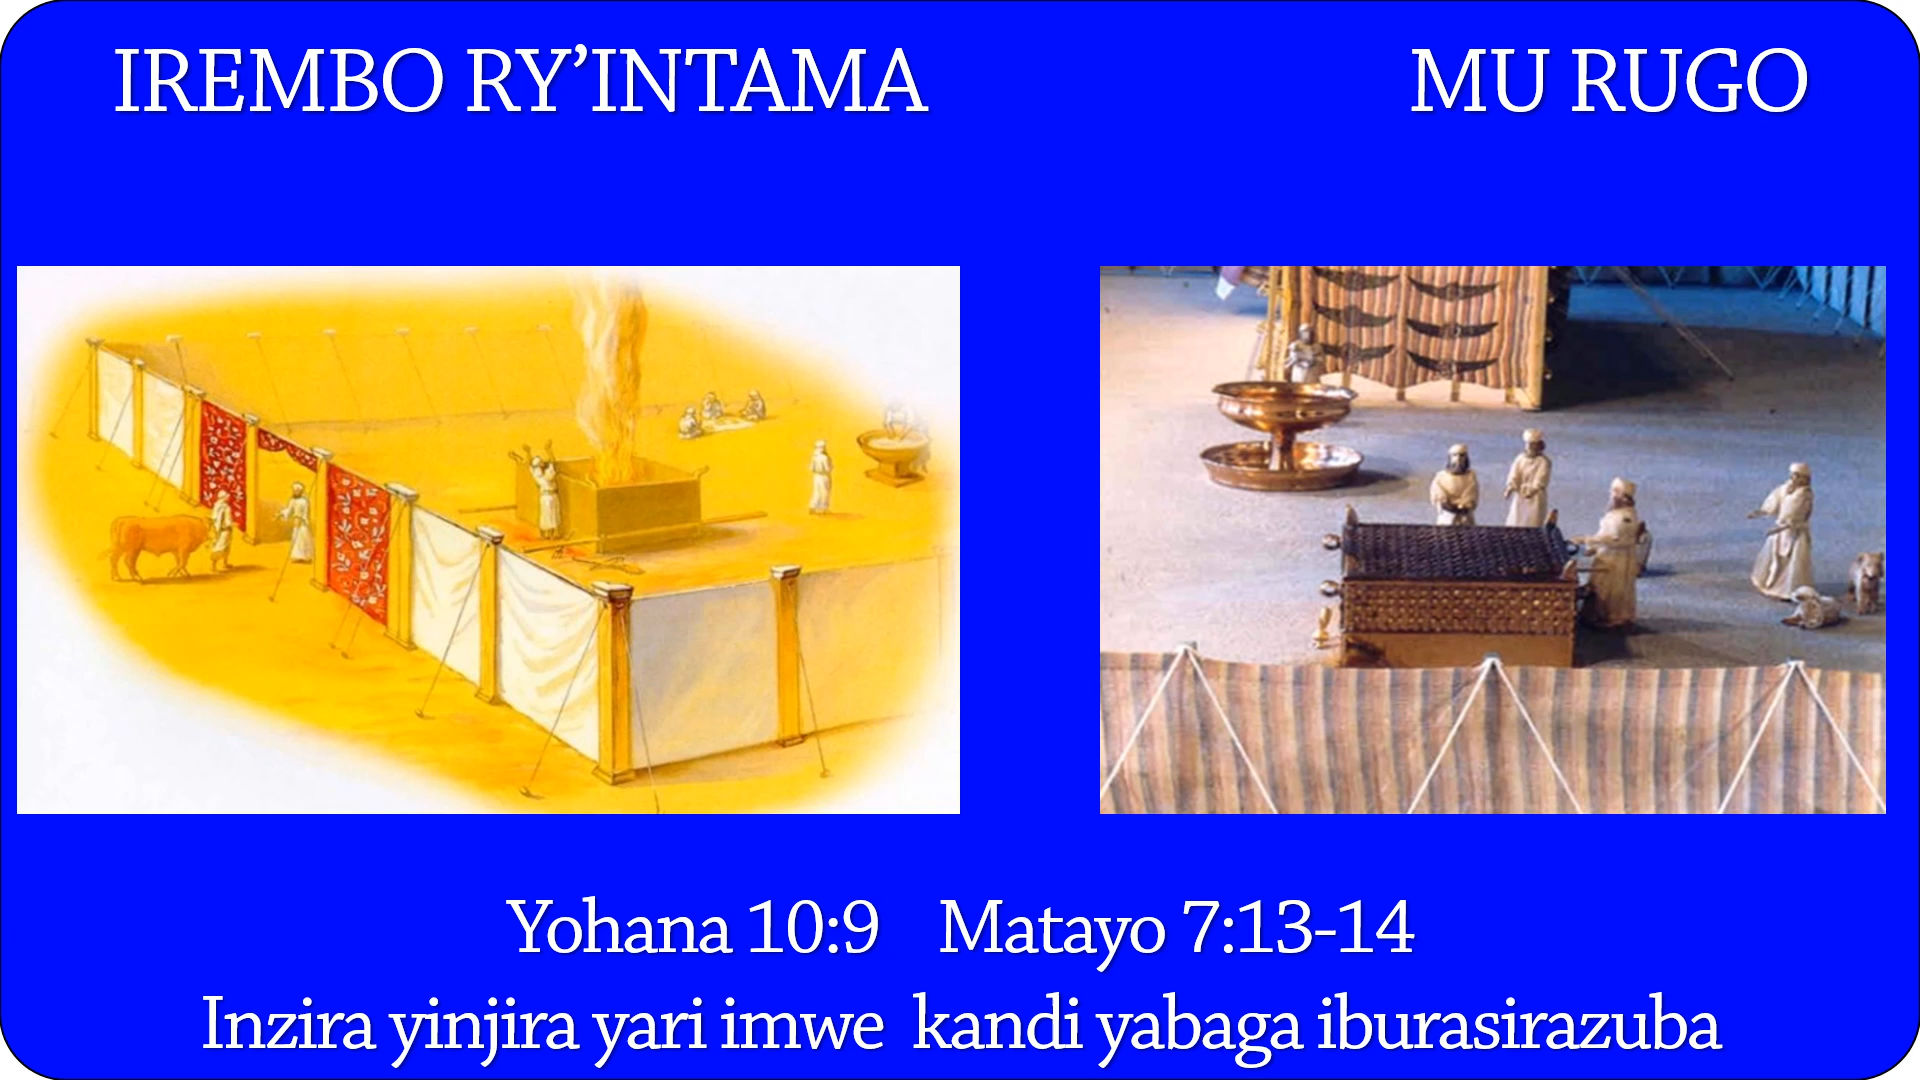 IREMBO RY’INTAMA
MU RUGO
Yohana 10:9 Matayo 7:13-14
Inzira yinjira yari imwe kandi yabaga iburasirazuba